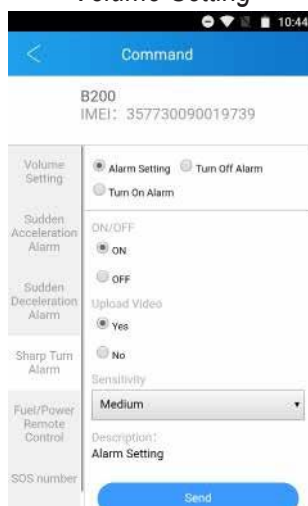 Volume Setting
10:44
Command
B200
IMEI: 357730090019739
Volume
Setting
Sudden
Acceleration
Alarm
Sudden
Deceleration
Alarm
Sharp Turn
Alarm
Fuel/Power
Remote
Control
SOS number
Alarm Setting Turn Off Alarm
Turn On Alarm
ON/OFF
ON
OFF
Upload Video
Yes
No
Sensitivity
Medium
Description:
Alarm Setting
Send